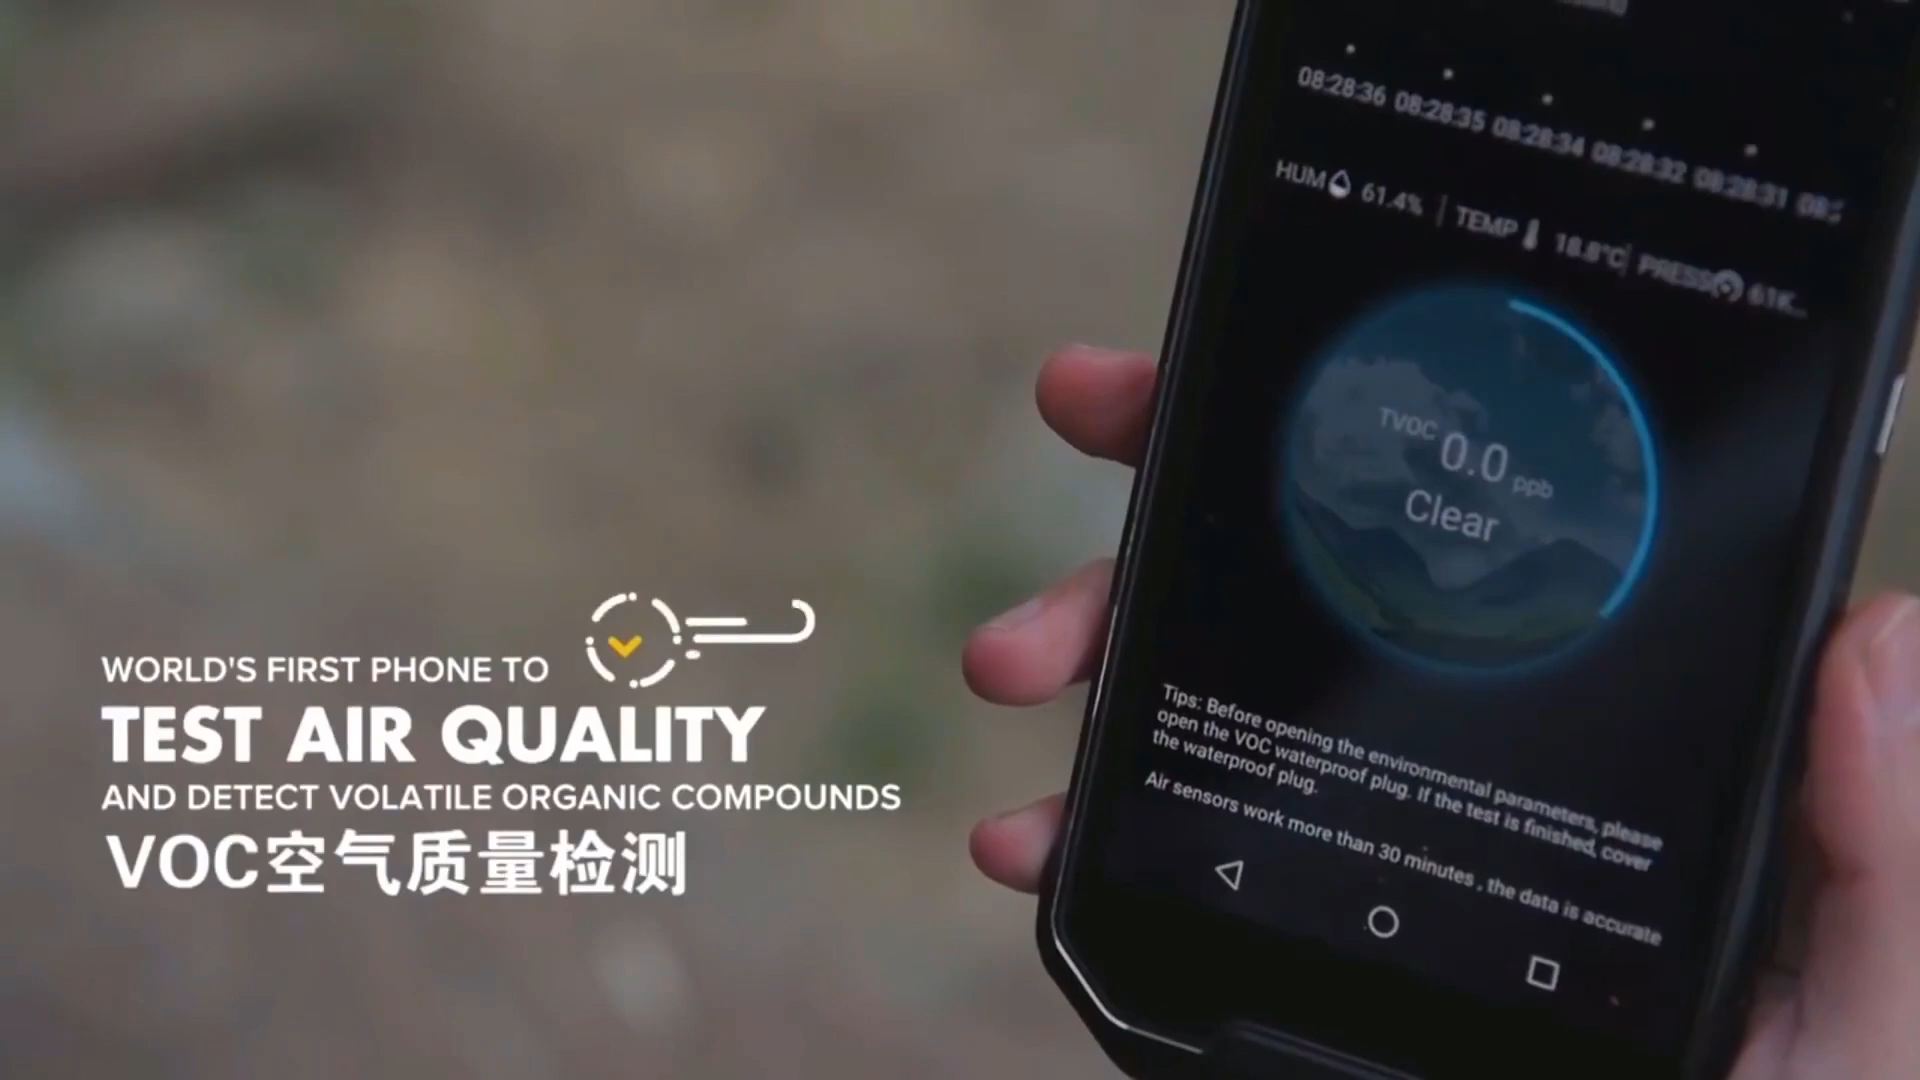 WORLD'S FIRST PHONE TO
TEST AIR QUALITY
AND DETECT VOLATILE ORGANIC COMPOUNDS
VOC空气质量检测
08:28:36 08:28:35 08:28:34 08:28:32 08:28:31
HUM 61.4% | TEMP 18.8°C | PRESS 61K...
TVOC 0.0 ppb
Clear
Tips: Before opening the environmental parameters, please
open the VOC waterproof plug. If the test is finished, cover
the waterproof plug.
Air sensors work more than 30 minutes , the data is accurate